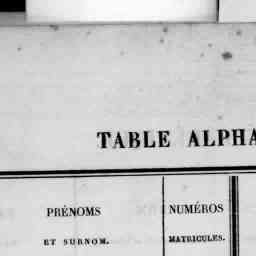 TABLE ALPHA
PRÉNOMS
ET SURNOM.
NUMÉROS
MATRICULES.